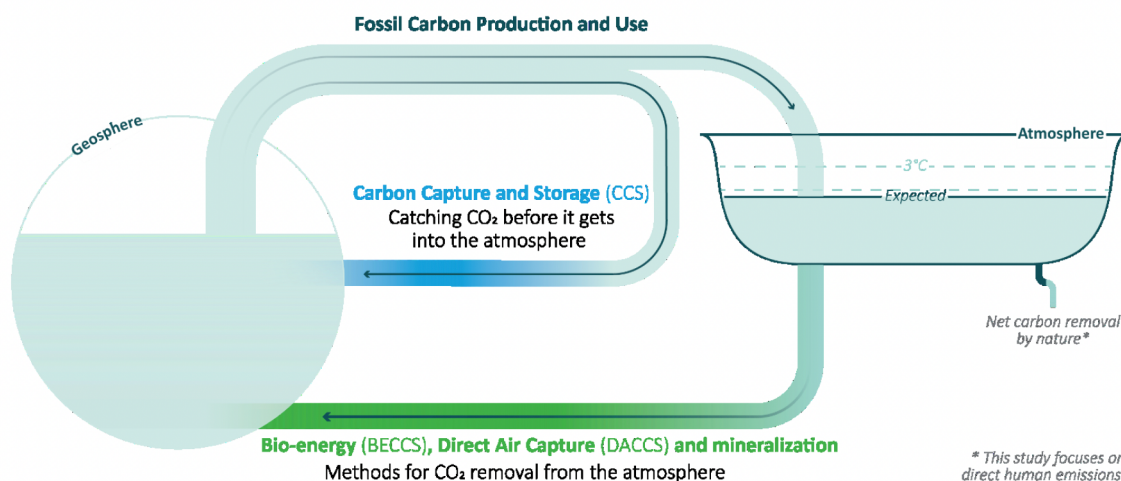 Fossil Carbon Production and Use
Geosphere
Atmosphere
3°C
Expected
Carbon Capture and Storage (CCS)
Catching CO₂ before it gets
into the atmosphere
Net carbon removal
by nature*
Bio-energy (BECCS), Direct Air Capture (DACCS) and mineralization
Methods for CO₂ removal from the atmosphere
* This study focuses on
direct human emissions